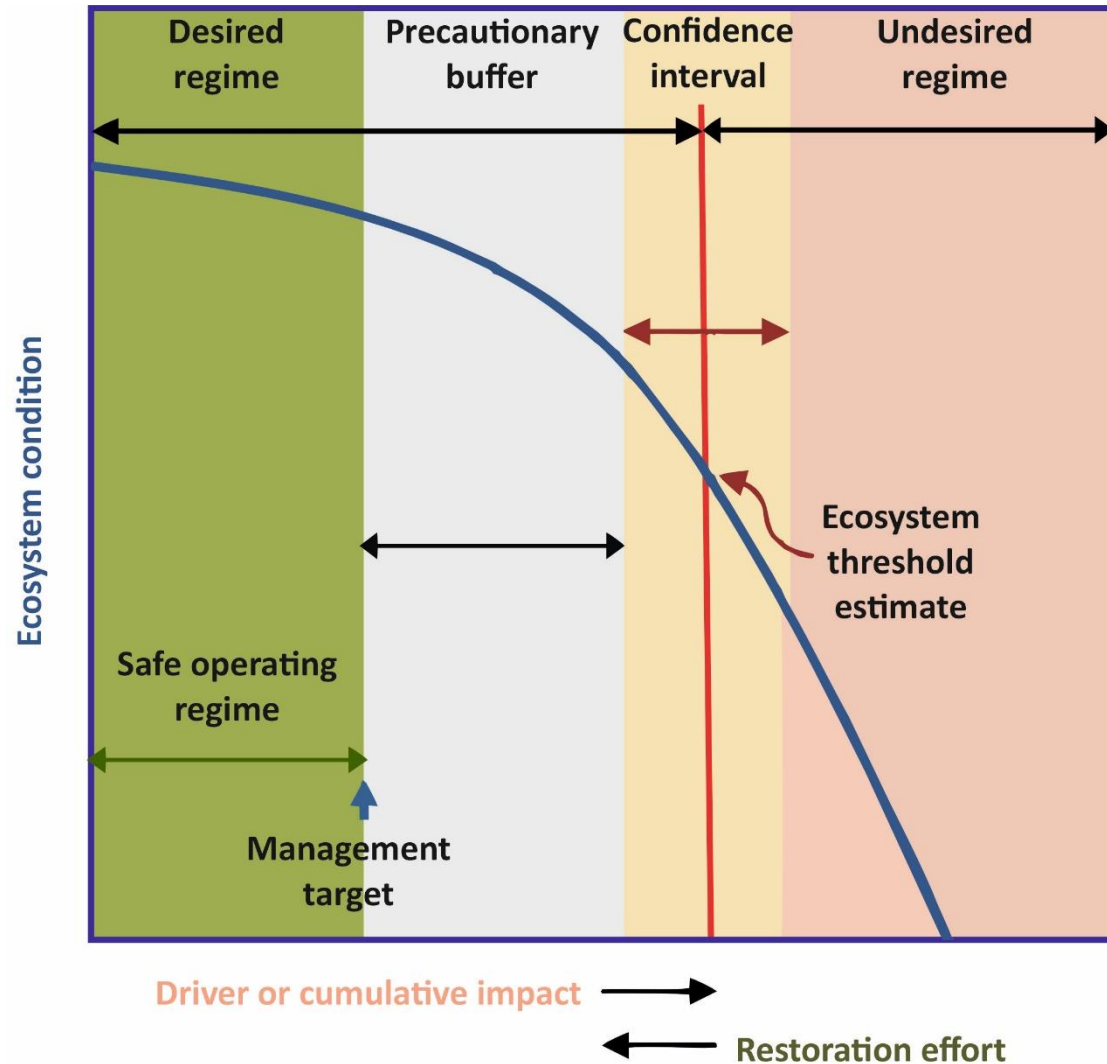 Desired
regime
Precautionary
buffer
Confidence
interval
Undesired
regime
Ecosystem condition
Ecosystem
threshold
estimate
Safe operating
regime
Management
target
Driver or cumulative impact
Restoration effort